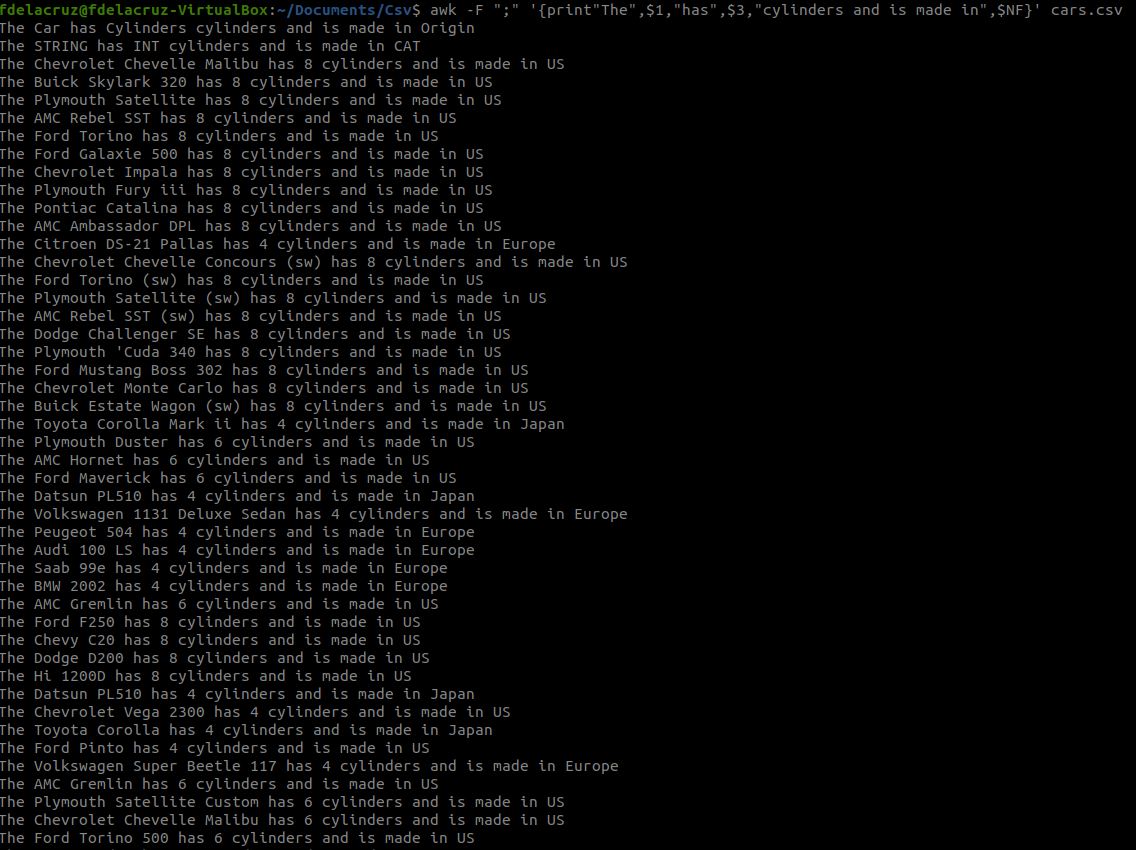 fdelacruz@fdelacruz-VirtualBox:~/Documents/Csv$ awk -F ";" '{print"The",$1,"has",$3,"cylinders and is made in",$NF}' cars.csv
The Car has Cylinders cylinders and is made in Origin
The STRING has INT cylinders and is made in CAT
The Chevrolet Chevelle Malibu has 8 cylinders and is made in US
The Buick Skylark 320 has 8 cylinders and is made in US
The Plymouth Satellite has 8 cylinders and is made in US
The AMC Rebel SST has 8 cylinders and is made in US
The Ford Torino has 8 cylinders and is made in US
The Ford Galaxie 500 has 8 cylinders and is made in US
The Chevrolet Impala has 8 cylinders and is made in US
The Plymouth Fury iii has 8 cylinders and is made in US
The Pontiac Catalina has 8 cylinders and is made in US
The AMC Ambassador DPL has 8 cylinders and is made in US
The Citroen DS-21 Pallas has 4 cylinders and is made in Europe
The Chevrolet Chevelle Concours (sw) has 8 cylinders and is made in US
The Ford Torino (sw) has 8 cylinders and is made in US
The Plymouth Satellite (sw) has 8 cylinders and is made in US
The AMC Rebel SST (sw) has 8 cylinders and is made in US
The Dodge Challenger SE has 8 cylinders and is made in US
The Plymouth 'Cuda 340 has 8 cylinders and is made in US
The Ford Mustang Boss 302 has 8 cylinders and is made in US
The Chevrolet Monte Carlo has 8 cylinders and is made in US
The Buick Estate Wagon (sw) has 8 cylinders and is made in US
The Toyota Corolla Mark ii has 4 cylinders and is made in Japan
The Plymouth Duster has 6 cylinders and is made in US
The AMC Hornet has 6 cylinders and is made in US
The Ford Maverick has 6 cylinders and is made in US
The Datsun PL510 has 4 cylinders and is made in Japan
The Volkswagen 1131 Deluxe Sedan has 4 cylinders and is made in Europe
The Peugeot 504 has 4 cylinders and is made in Europe
The Audi 100 LS has 4 cylinders and is made in Europe
The Saab 99e has 4 cylinders and is made in Europe
The BMW 2002 has 4 cylinders and is made in Europe
The AMC Gremlin has 6 cylinders and is made in US
The Ford F250 has 8 cylinders and is made in US
The Chevy C20 has 8 cylinders and is made in US
The Dodge D200 has 8 cylinders and is made in US
The Hi 1200D has 8 cylinders and is made in US
The Datsun PL510 has 4 cylinders and is made in Japan
The Chevrolet Vega 2300 has 4 cylinders and is made in US
The Toyota Corolla has 4 cylinders and is made in Japan
The Ford Pinto has 4 cylinders and is made in US
The Volkswagen Super Beetle 117 has 4 cylinders and is made in Europe
The AMC Gremlin has 6 cylinders and is made in US
The Plymouth Satellite Custom has 6 cylinders and is made in US
The Chevrolet Chevelle Malibu has 6 cylinders and is made in US
The Ford Torino 500 has 6 cylinders and is made in US